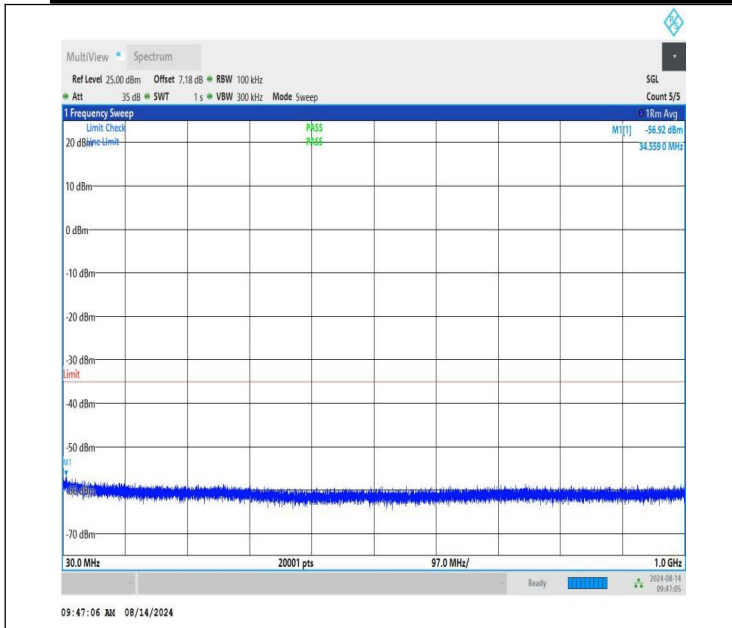 MultiView Spectrum
Ref Level 25.00 dBm Offset 7.18 dB RBW 100 kHz SGL
Att 35 dB SWT 1 s VBW 300 kHz Mode Sweep Count 5/5
1 Frequency Sweep 1Rm Avg
Limit Check PASS M1[1] -56.92 dBm
20 dBm Line Limit PASS 34.559 0 MHz
10 dBm
0 dBm
-10 dBm
-20 dBm
-30 dBm
Limit
-40 dBm
-50 dBm
M1
-60 dBm
-70 dBm
30.0 MHz 20001 pts 97.0 MHz/ 1.0 GHz
Ready 2024-08-14
09:47:05
09:47:06 AM 08/14/2024